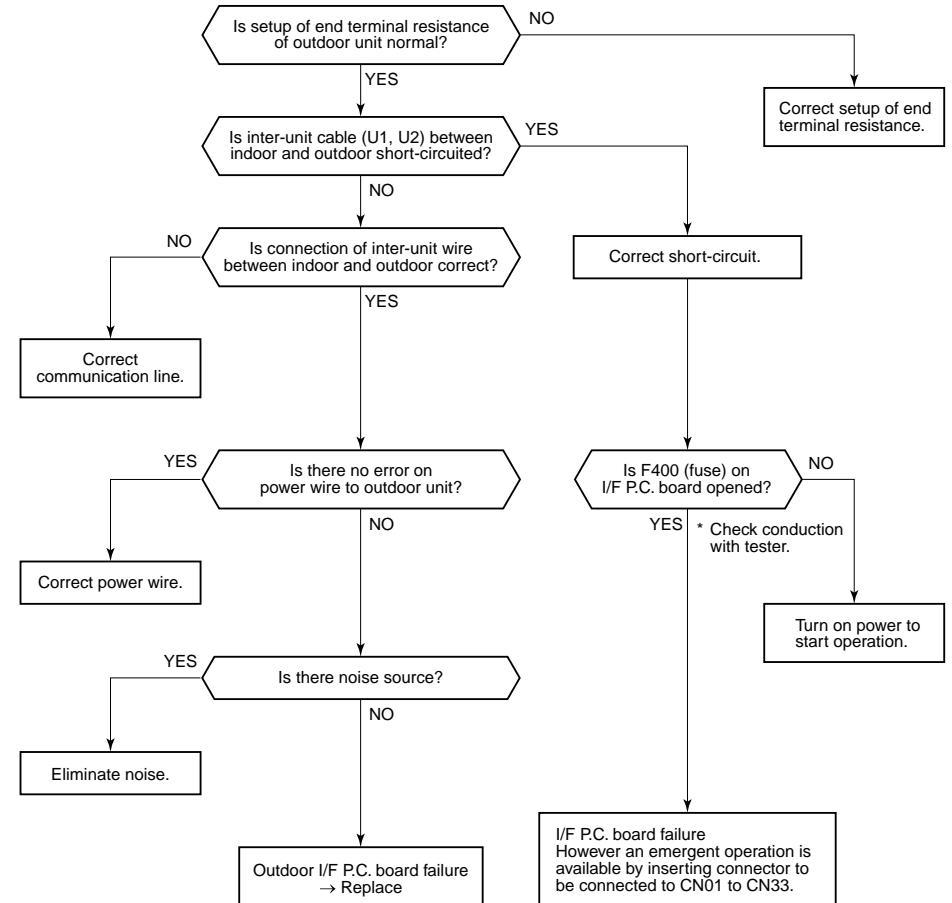 Is setup of end terminal resistance
of outdoor unit normal?
NO
YES
Correct setup of end
terminal resistance.
Is inter-unit cable (U1, U2) between
indoor and outdoor short-circuited?
YES
NO
NO
Is connection of inter-unit wire
between indoor and outdoor correct?
YES
Correct short-circuit.
Correct
communication line.
YES
Is there no error on
power wire to outdoor unit?
NO
Is F400 (fuse) on
I/F P.C. board opened?
NO
YES
* Check conduction
with tester.
Correct power wire.
Turn on power to
start operation.
YES
Is there noise source?
NO
Eliminate noise.
Outdoor I/F P.C. board failure
→ Replace
I/F P.C. board failure
However an emergent operation is
available by inserting connector to
be connected to CN01 to CN33.